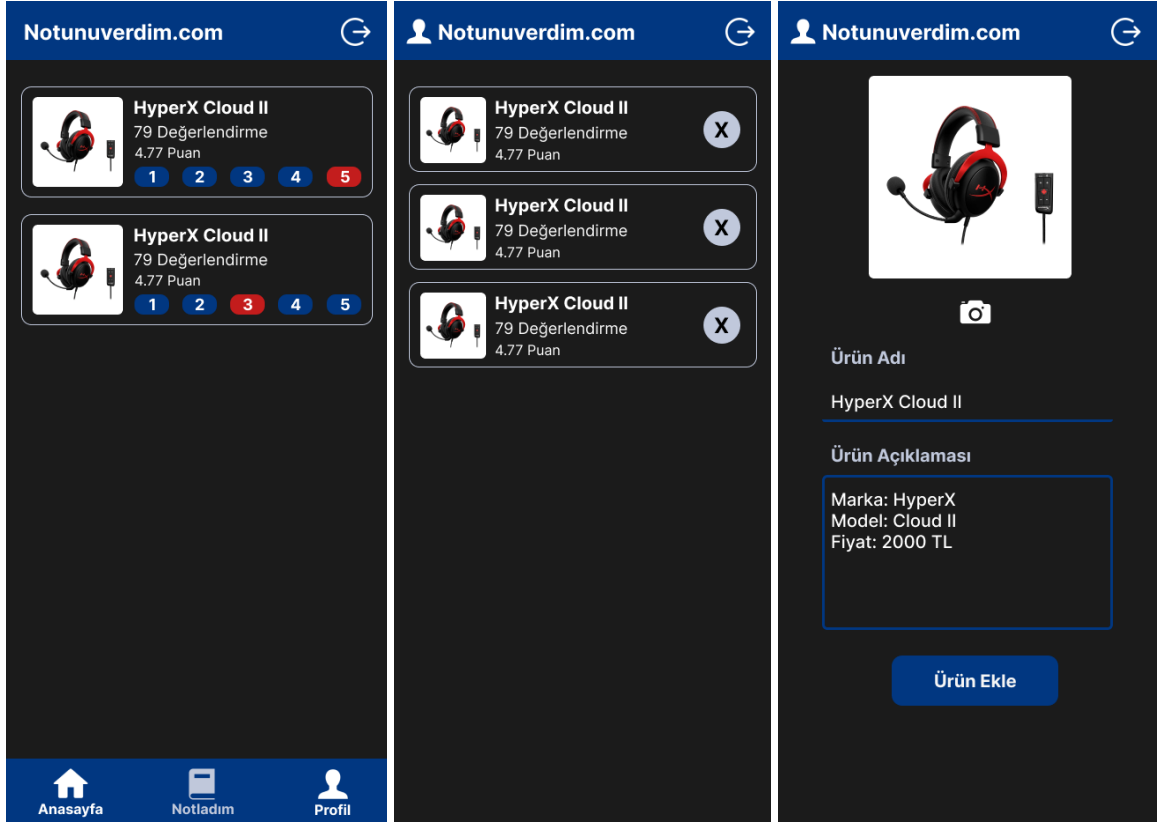 Notunuverdim.com
HyperX Cloud II
79 Değerlendirme
4.77 Puan
1 2 3 4 5
HyperX Cloud II
79 Değerlendirme
4.77 Puan
1 2 3 4 5
Anasayfa Notladım Profil
Notunuverdim.com
HyperX Cloud II
79 Değerlendirme
4.77 Puan
X
HyperX Cloud II
79 Değerlendirme
4.77 Puan
X
HyperX Cloud II
79 Değerlendirme
4.77 Puan
X
Notunuverdim.com
Ürün Adı
HyperX Cloud II
Ürün Açıklaması
Marka: HyperX
Model: Cloud II
Fiyat: 2000 TL
Ürün Ekle